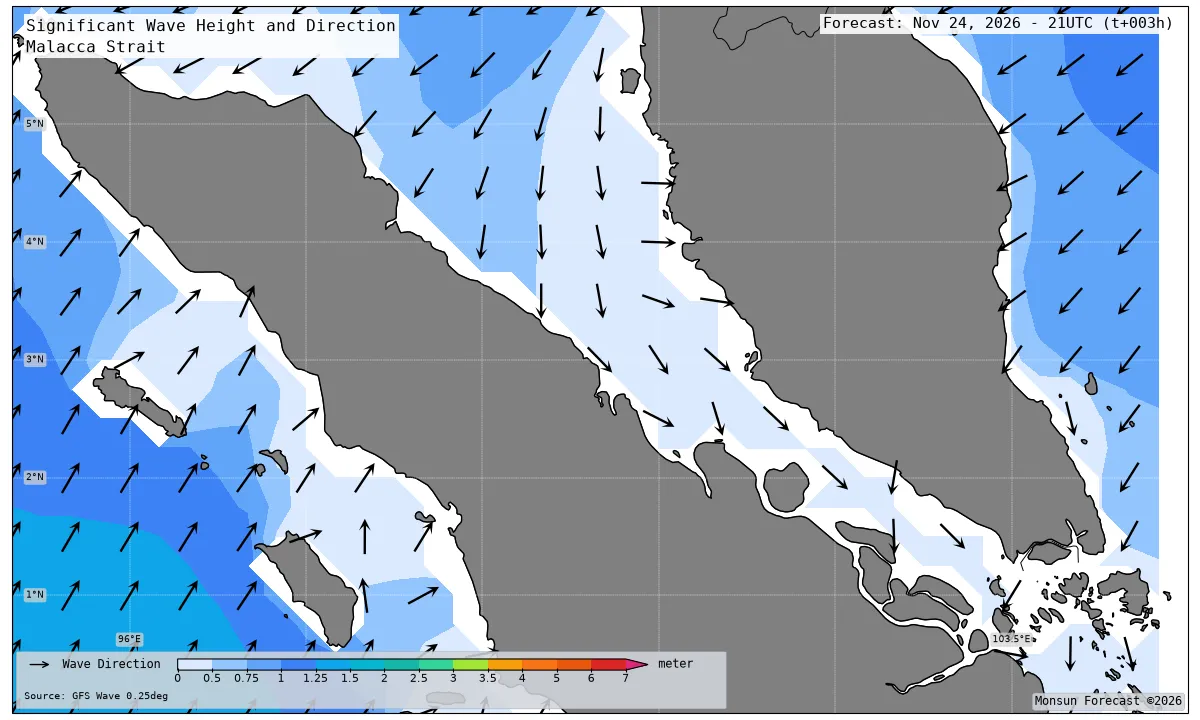 Significant Wave Height and Direction
Malacca Strait
Forecast: Nov 24, 2026 - 21UTC (t+003h)
5°N
4°N
3°N
2°N
1°N
96°E
103.5°E
Wave Direction
meter
0 0.5 0.75 1 1.25 1.5 2 2.5 3 3.5 4 5 6 7
Source: GFS Wave 0.25deg
Monsun Forecast ©2026